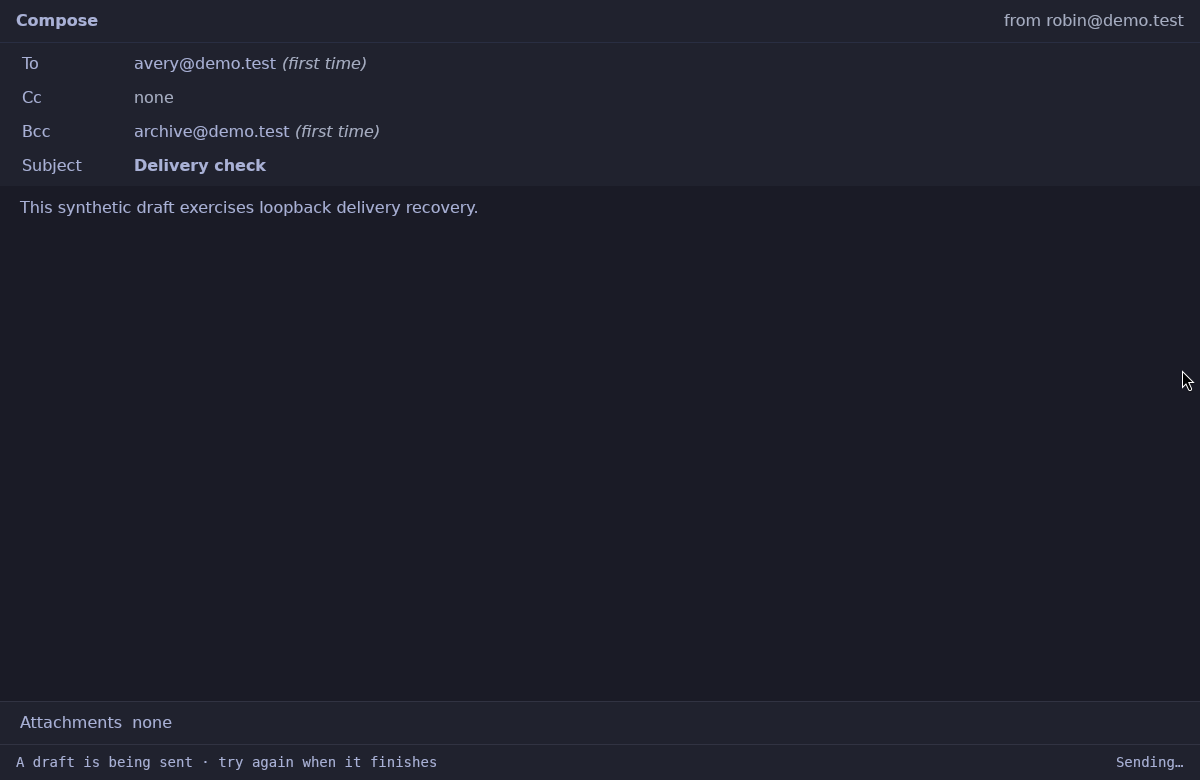 Compose from robin@demo.test
To avery@demo.test (first time)
Cc none
Bcc archive@demo.test (first time)
Subject Delivery check
This synthetic draft exercises loopback delivery recovery.
Attachments none
A draft is being sent · try again when it finishes Sending…